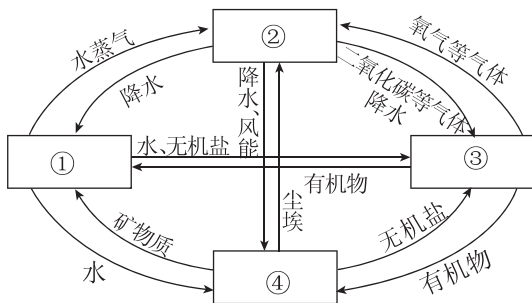 ②
水蒸气
降水
降水、风能
尘埃
氧气等气体
二氧化碳等气体
降水
①
水、无机盐
有机物
③
矿物质
水
无机盐
有机物
④